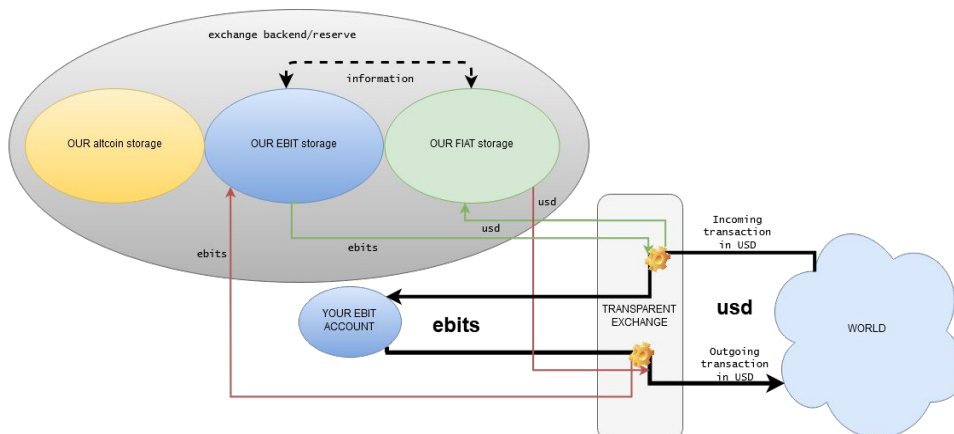 exchange backend/reserve
information
OUR altcoin storage
OUR EBIT storage
OUR FIAT storage
usd
usd
ebits
ebits
Incoming
transaction
in USD
YOUR EBIT
ACCOUNT
ebits
TRANSPARENT
EXCHANGE
usd
WORLD
Outgoing
transaction
in USD